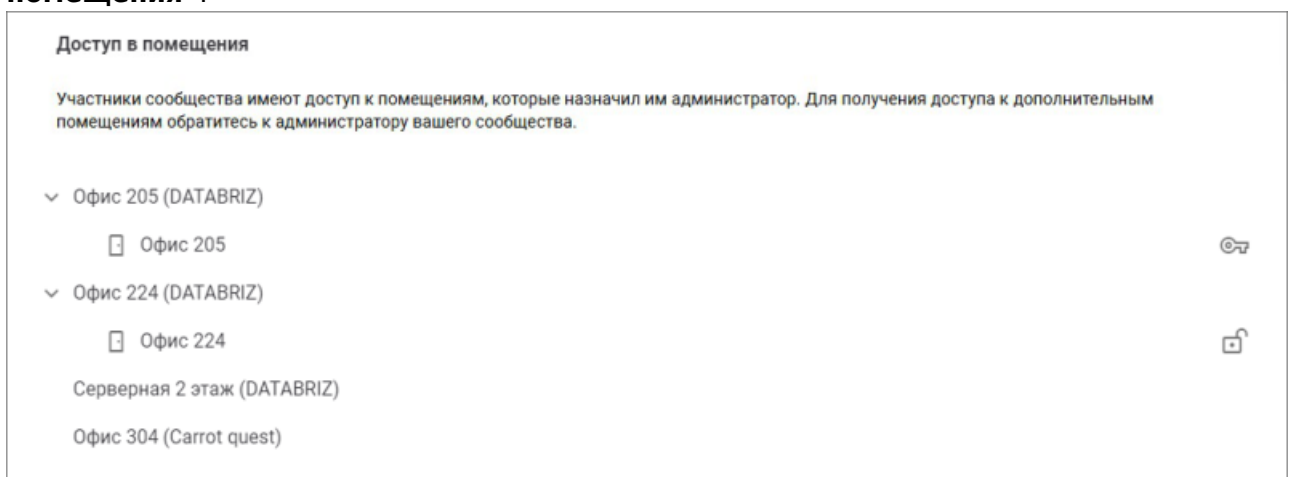 Доступ в помещения
Участники сообщества имеют доступ к помещениям, которые назначил им администратор. Для получения доступа к дополнительным
помещениям обратитесь к администратору вашего сообщества.
Офис 205 (DATABRIZ)
Офис 205
Офис 224 (DATABRIZ)
Офис 224
Серверная 2 этаж (DATABRIZ)
Офис 304 (Carrot quest)